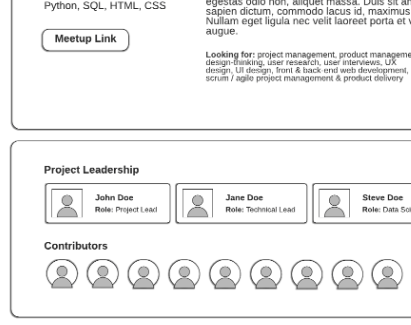 Python, SQL, HTML, CSS
Meetup Link
egestas odio non, aliquet massa. Duis sit
sapien dictum, commodo lacus id, maximus
Nullam eget ligula nec velit laoreet porta et
augue.
Looking for: project management, product
design-thinking, user research, user interviews, UX
design, UI design, front & back-end web development,
scrum / agile project management & product delivery
Project Leadership
John Doe
Role: Project Lead
Jane Doe
Role: Technical Lead
Steve Doe
Role: Data
Contributors